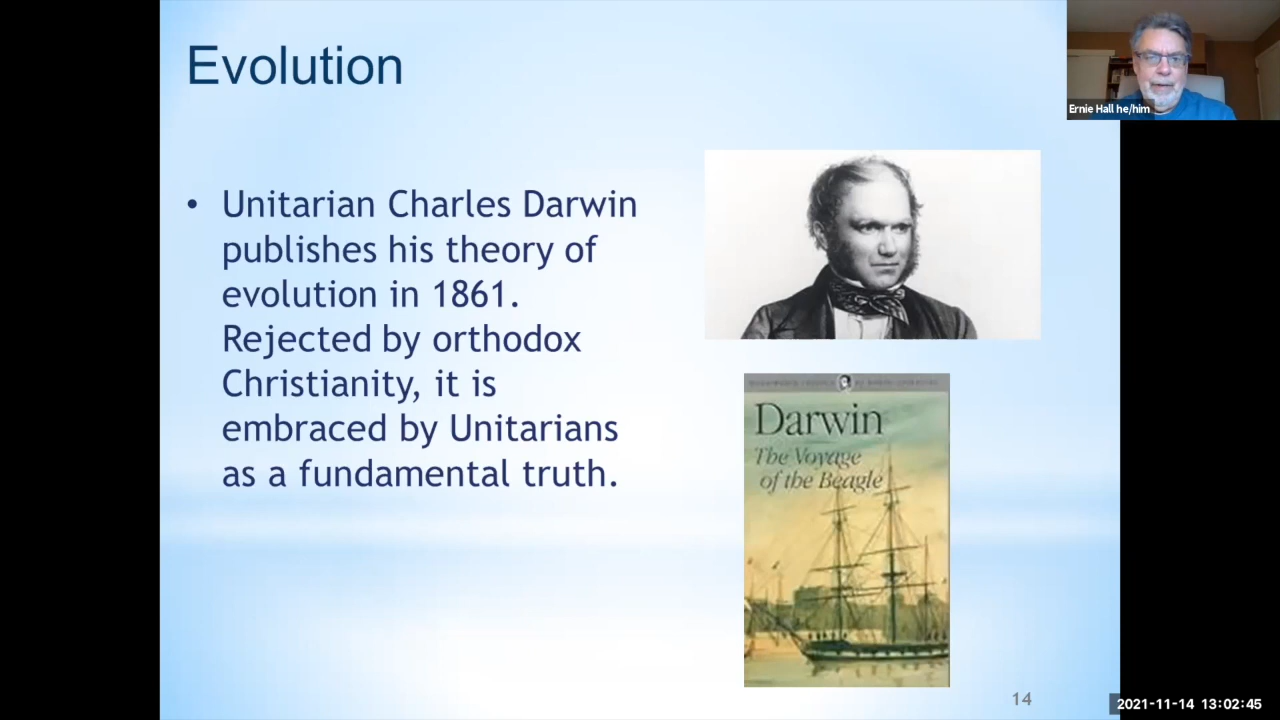 Evolution
Ernie Hall he/him
• Unitarian Charles Darwin
publishes his theory of
evolution in 1861.
Rejected by orthodox
Christianity, it is
embraced by Unitarians
as a fundamental truth.
Darwin
The Voyage
of the Beagle
14
2021-11-14 13:02:45